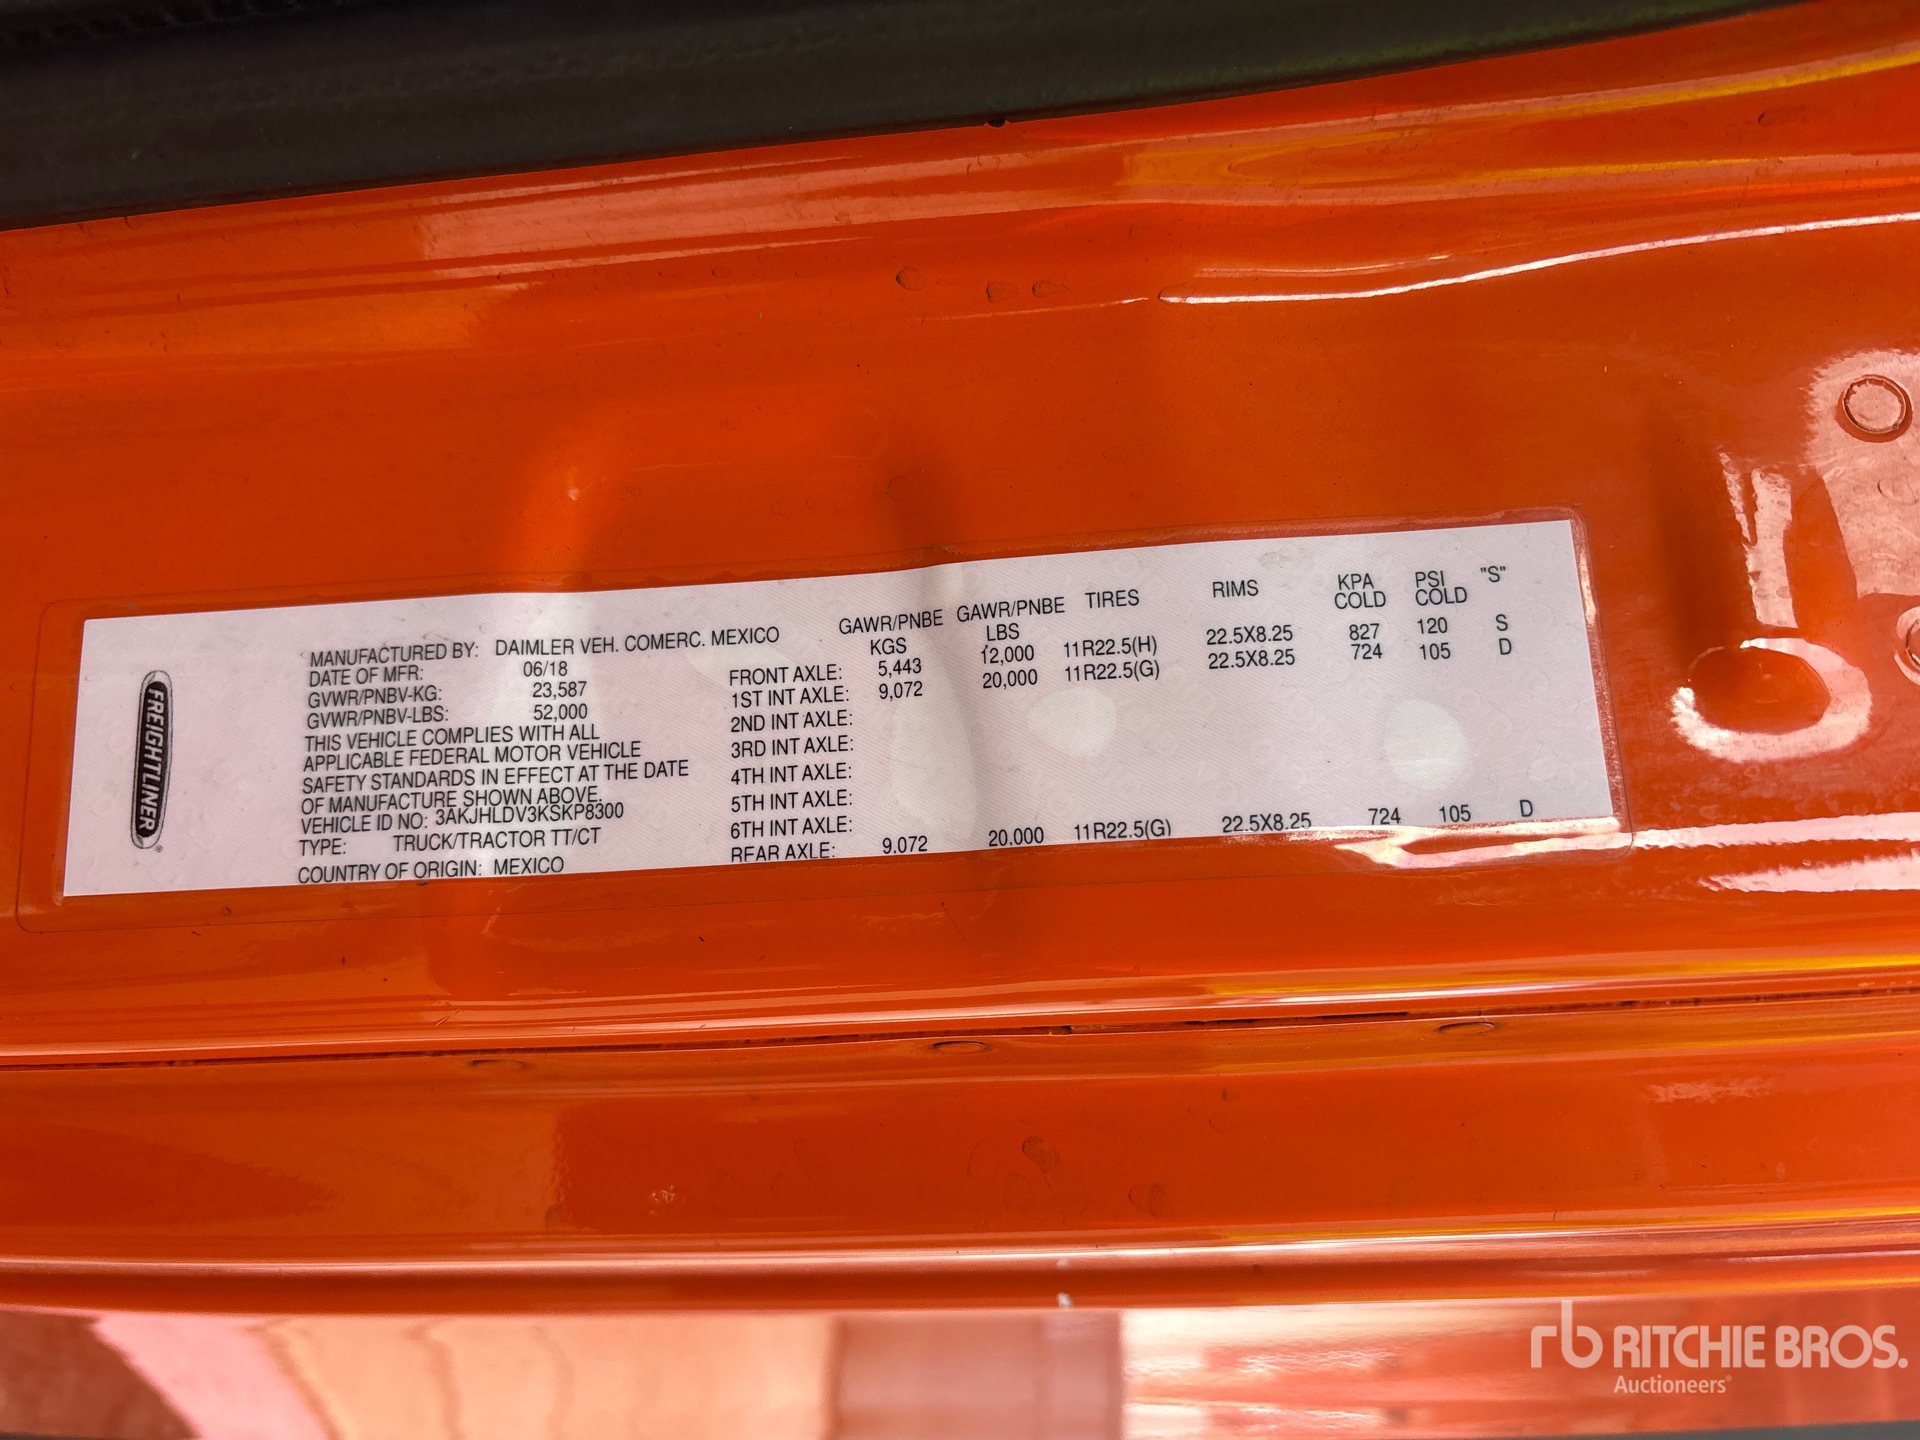 FREIGHTLINER
MANUFACTURED BY: DAIMLER VEH. COMERC. MEXICO
DATE OF MFR: 06/18
GVWR/PNBV-KG: 23,587
GVWR/PNBV-LBS: 52,000
THIS VEHICLE COMPLIES WITH ALL
APPLICABLE FEDERAL MOTOR VEHICLE
SAFETY STANDARDS IN EFFECT AT THE DATE
OF MANUFACTURE SHOWN ABOVE.
VEHICLE ID NO: 3AKJHLDV3KSKP8300
TYPE: TRUCK/TRACTOR TT/CT
COUNTRY OF ORIGIN: MEXICO
GAWR/PNBE GAWR/PNBE TIRES RIMS KPA PSI "S"
KGS LBS COLD COLD
FRONT AXLE: 5,443 12,000 11R22.5(H) 22.5X8.25 827 120 S
1ST INT AXLE: 9,072 20,000 11R22.5(G) 22.5X8.25 724 105 D
2ND INT AXLE:
3RD INT AXLE:
4TH INT AXLE:
5TH INT AXLE:
6TH INT AXLE:
REAR AXLE: 9,072 20,000 11R22.5(G) 22.5X8.25 724 105 D
rb RITCHIE BROS.
Auctioneers